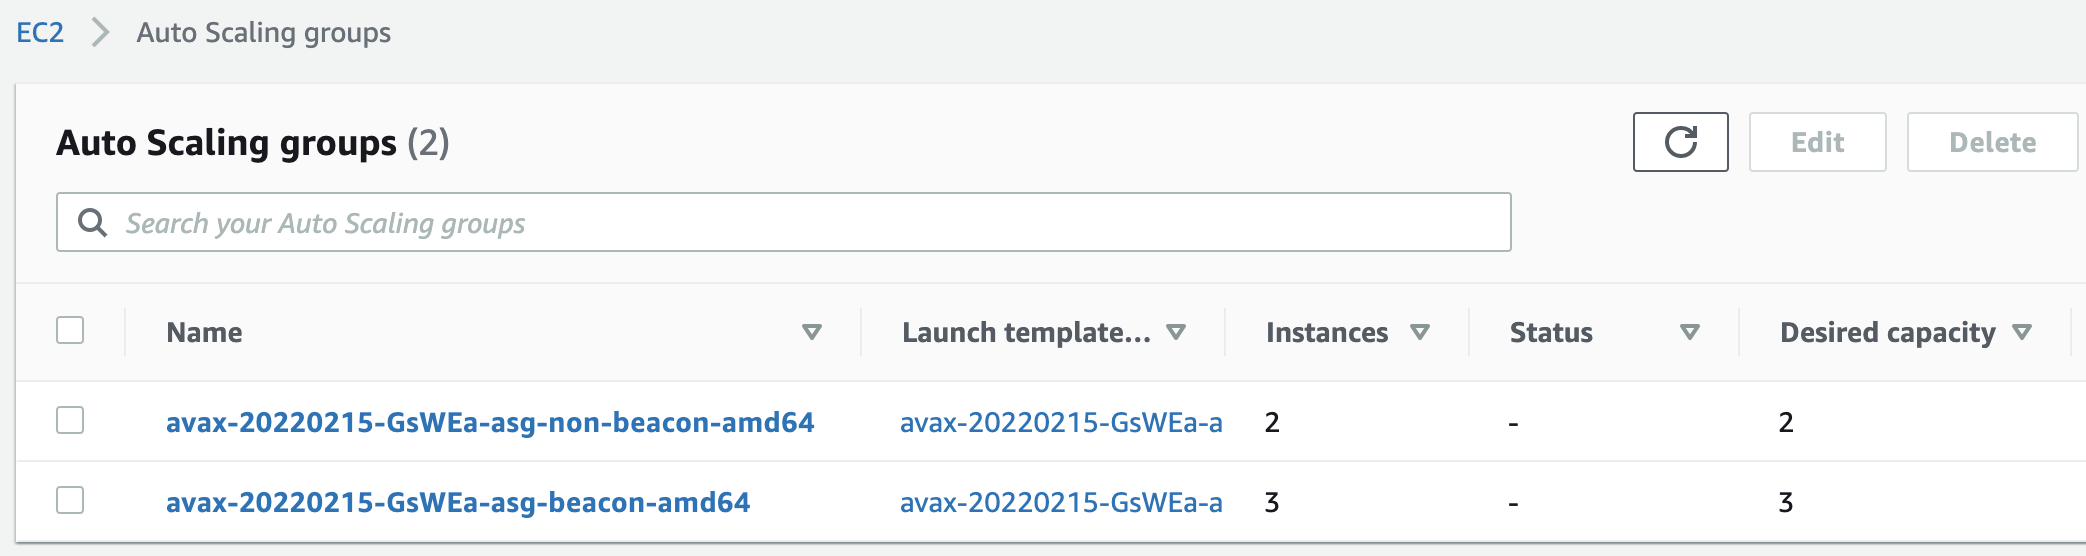 EC2 > Auto Scaling groups
Auto Scaling groups (2)
Edit Delete
Search your Auto Scaling groups
Name Launch template... Instances Status Desired capacity
avax-20220215-GsWEa-asg-non-beacon-amd64 avax-20220215-GsWEa-a 2 - 2
avax-20220215-GsWEa-asg-beacon-amd64 avax-20220215-GsWEa-a 3 - 3